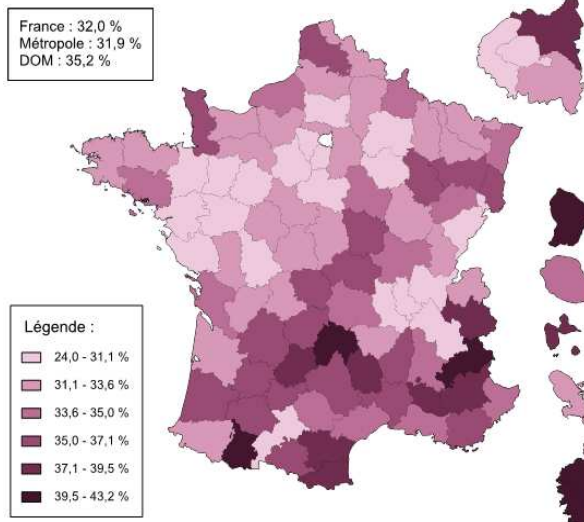 France : 32,0 %
Métropole : 31,9 %
DOM : 35,2 %
Légende :
24,0 - 31,1 %
31,1 - 33,6 %
33,6 - 35,0 %
35,0 - 37,1 %
37,1 - 39,5 %
39,5 - 43,2 %